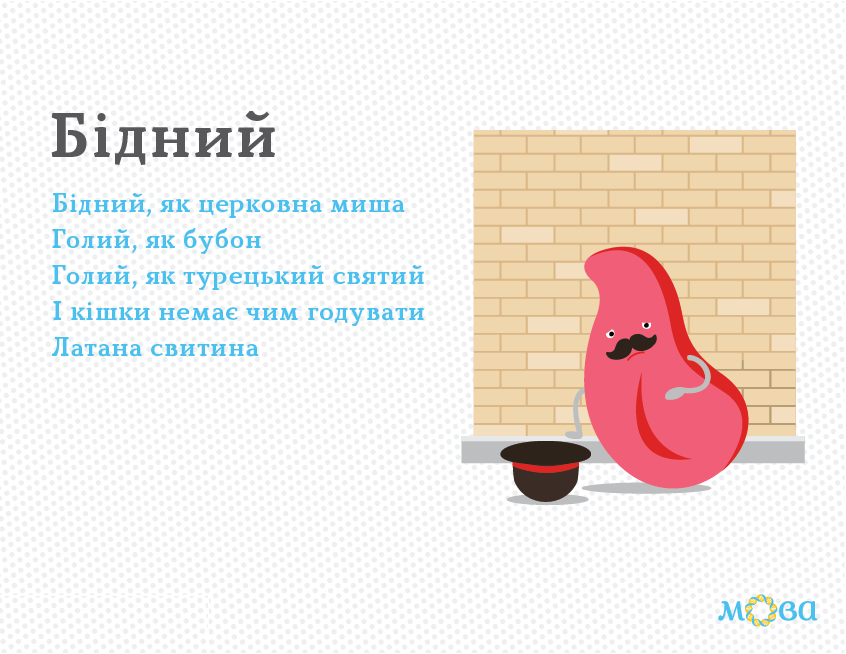 Бідний
Бідний, як церковна миша
Голий, як бубон
Голий, як турецький святий
І кішки немає чим годувати
Латана свитина
мова